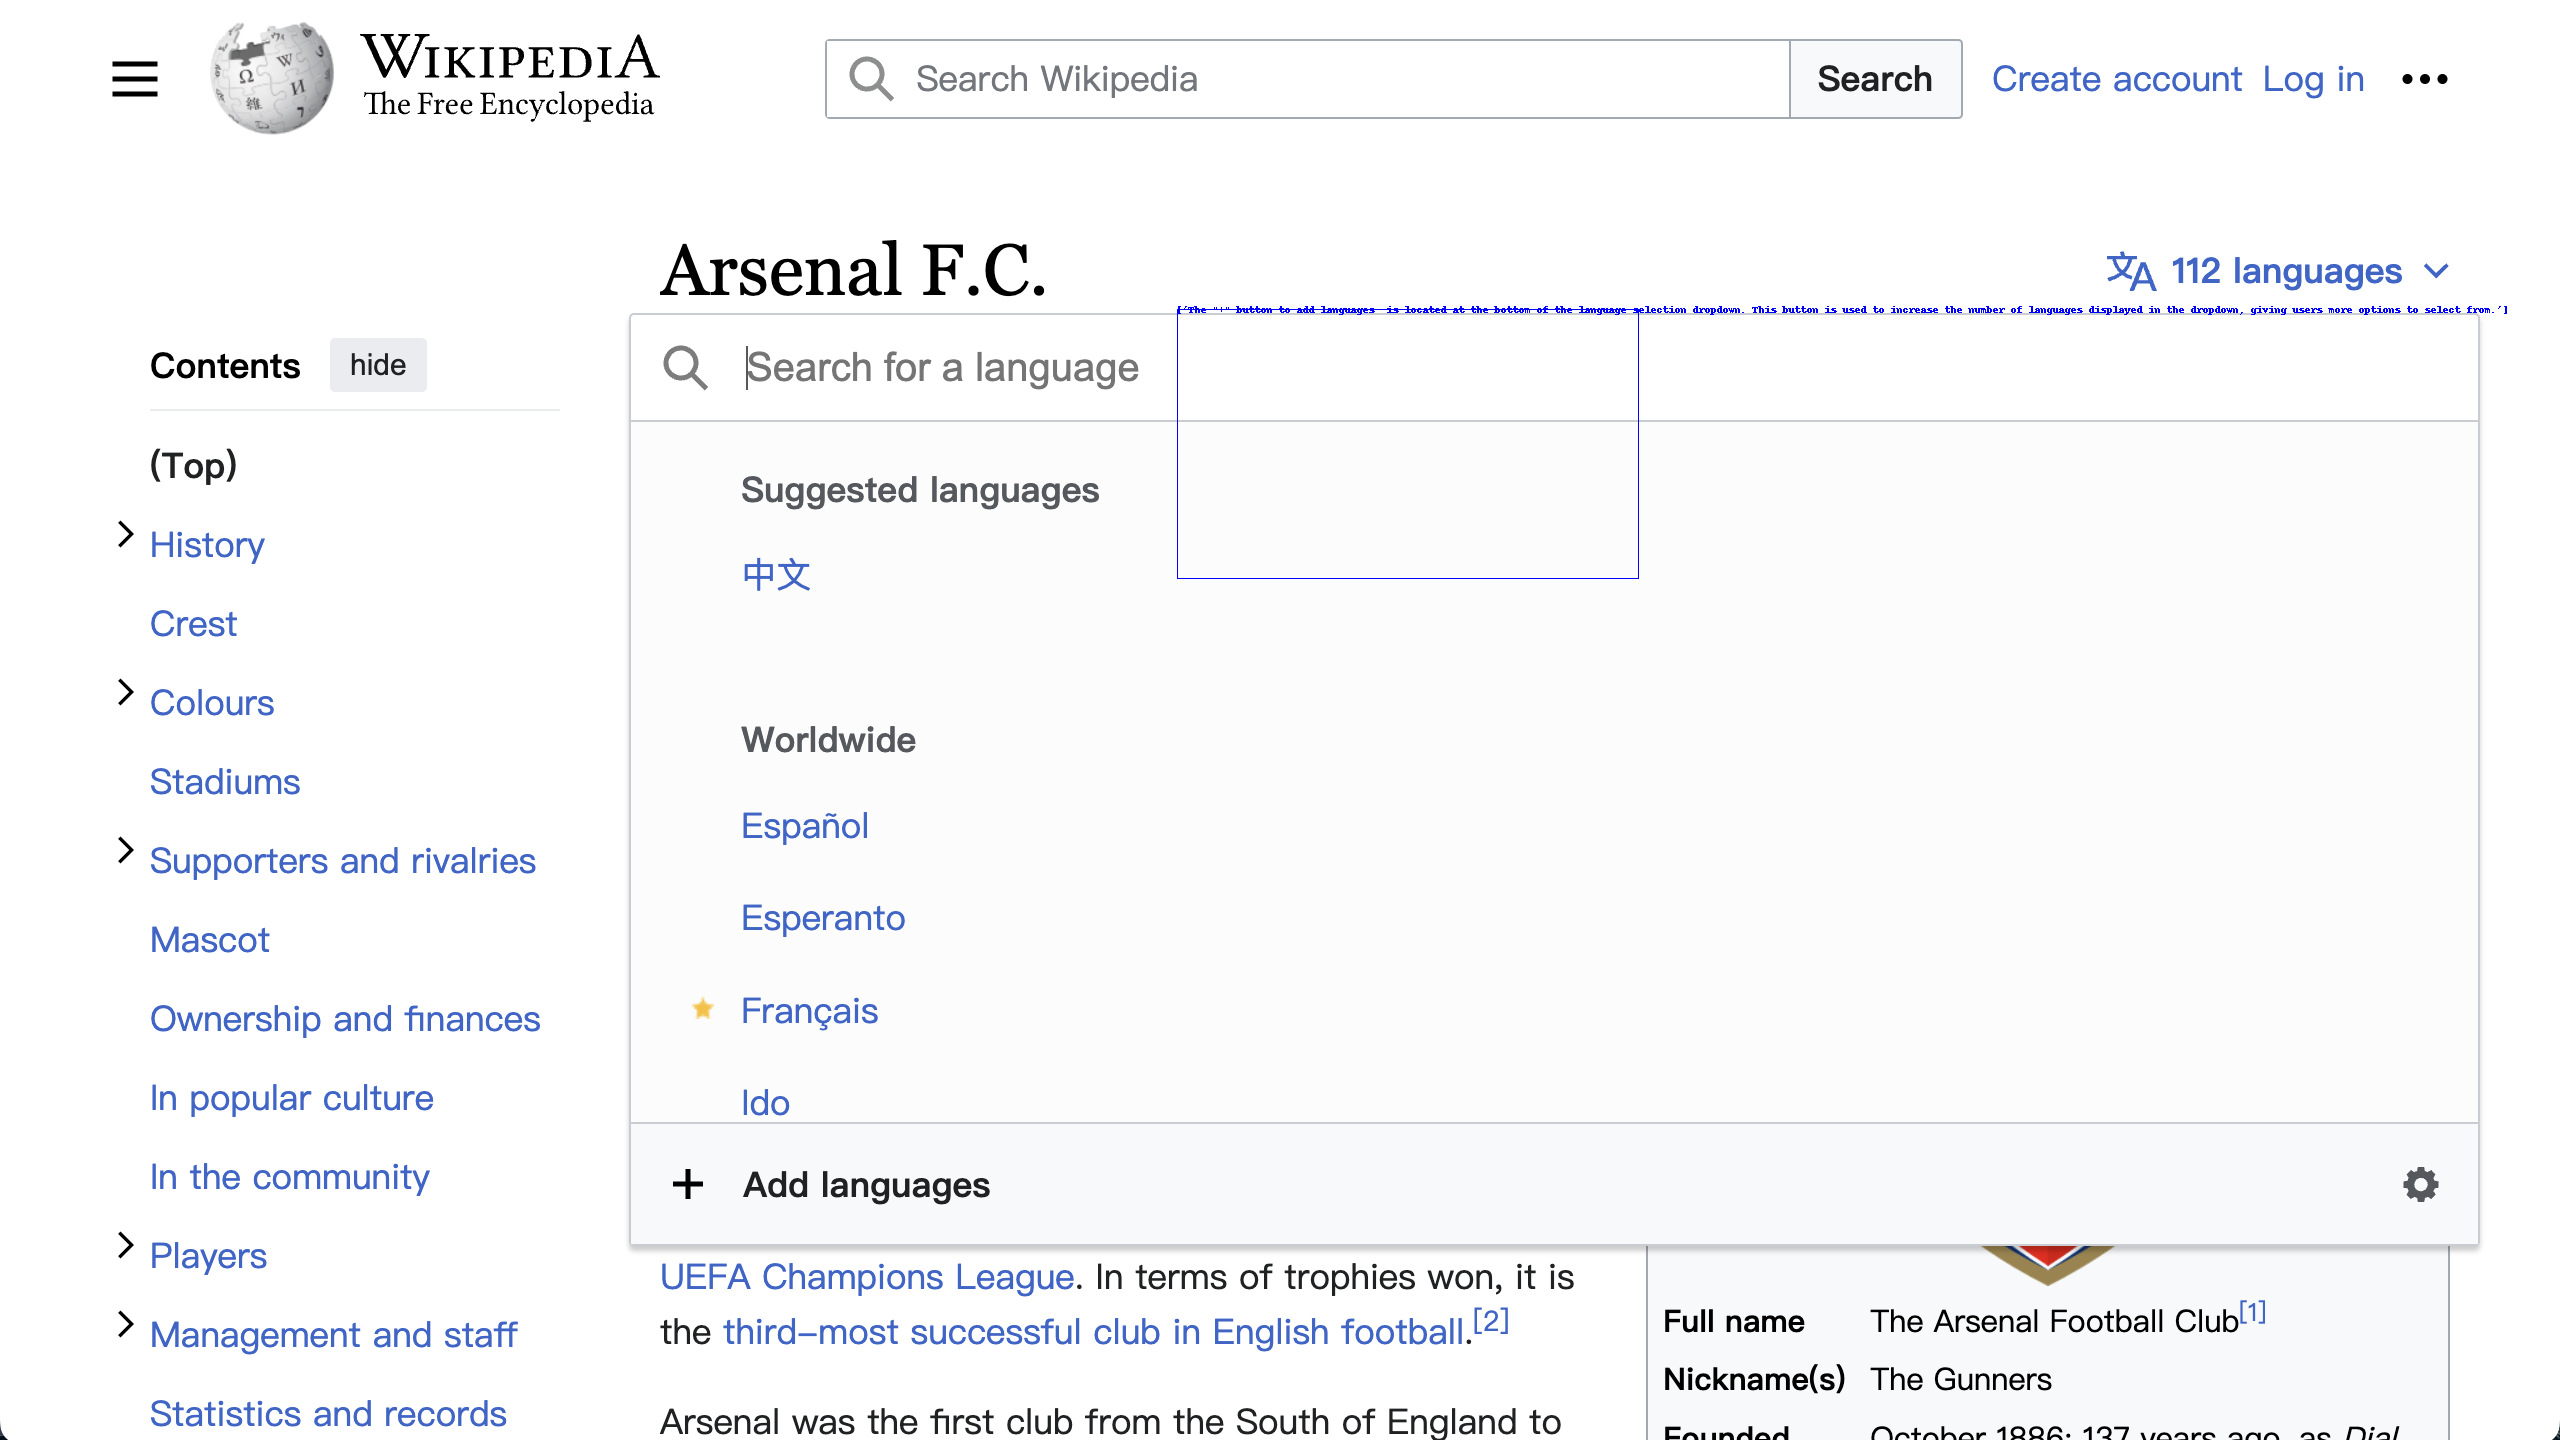 WIKIPEDIA
The Free Encyclopedia
Search Wikipedia
Search
Create account Log in
Arsenal F.C.
112 languages
['The "+" button to add languages is located at the bottom of the language selection dropdown. This button is used to increase the number of languages displayed in the dropdown, giving users more options to select from.']
Contents
hide
(Top)
History
Crest
Colours
Stadiums
Supporters and rivalries
Mascot
Ownership and finances
In popular culture
In the community
Players
Management and staff
Statistics and records
Search for a language
Suggested languages
中文
Worldwide
Español
Esperanto
Français
Ido
+ Add languages
UEFA Champions League. In terms of trophies won, it is
the third–most successful club in English football.[2]
Arsenal was the first club from the South of England to
Full name The Arsenal Football Club[1]
Nickname(s) The Gunners
Founded October 1886; 137 years ago, as Dial